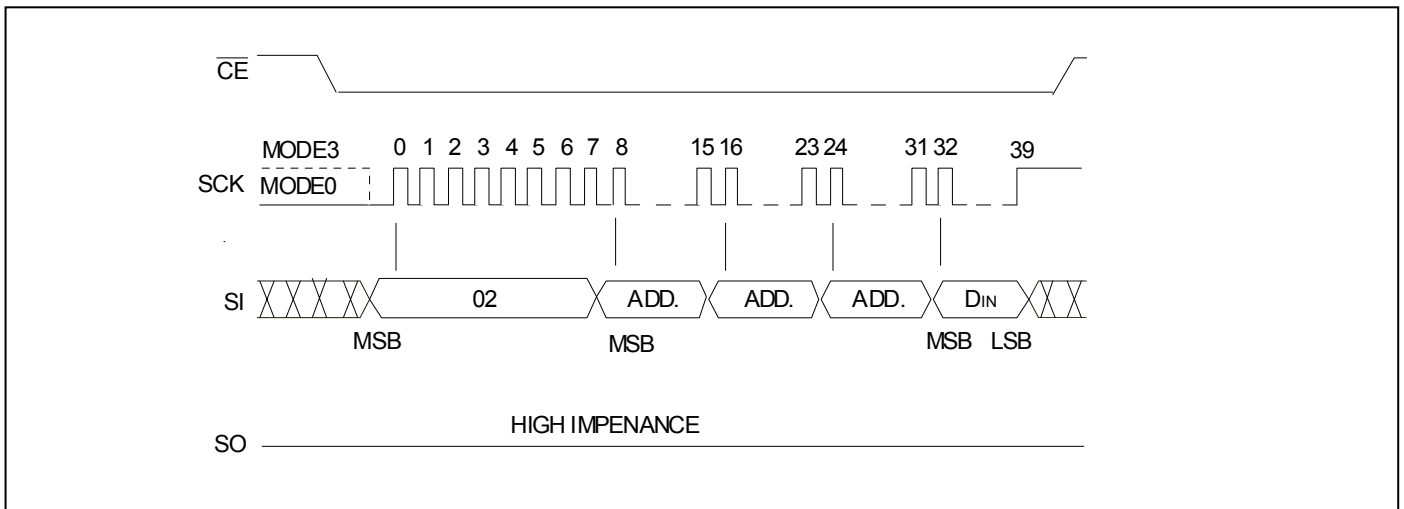 CE
MODE3 0 1 2 3 4 5 6 7 8 15 16 23 24 31 32 39
SCK MODE0
SI 02 ADD. ADD. ADD. DIN
MSB MSB MSB LSB
HIGH IMPENANCE
SO